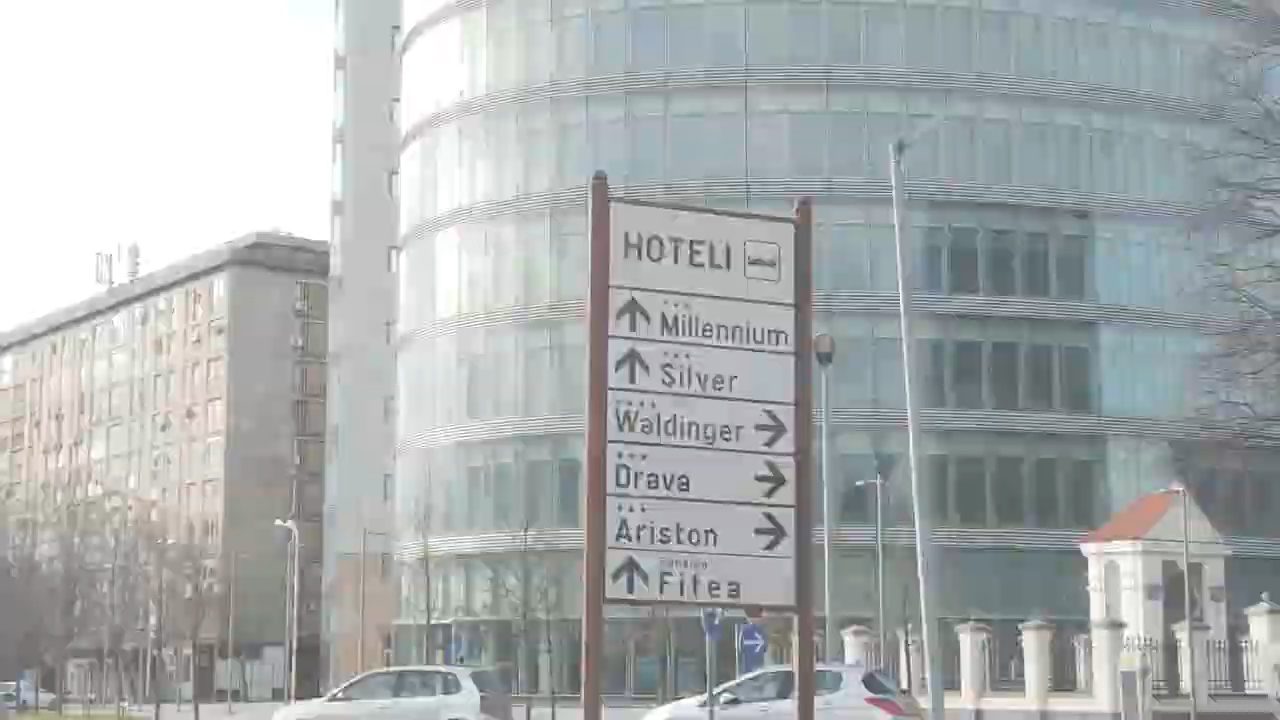 HOTELI
Millennium
Silver
Waldinger
Drava
Ariston
Fitea